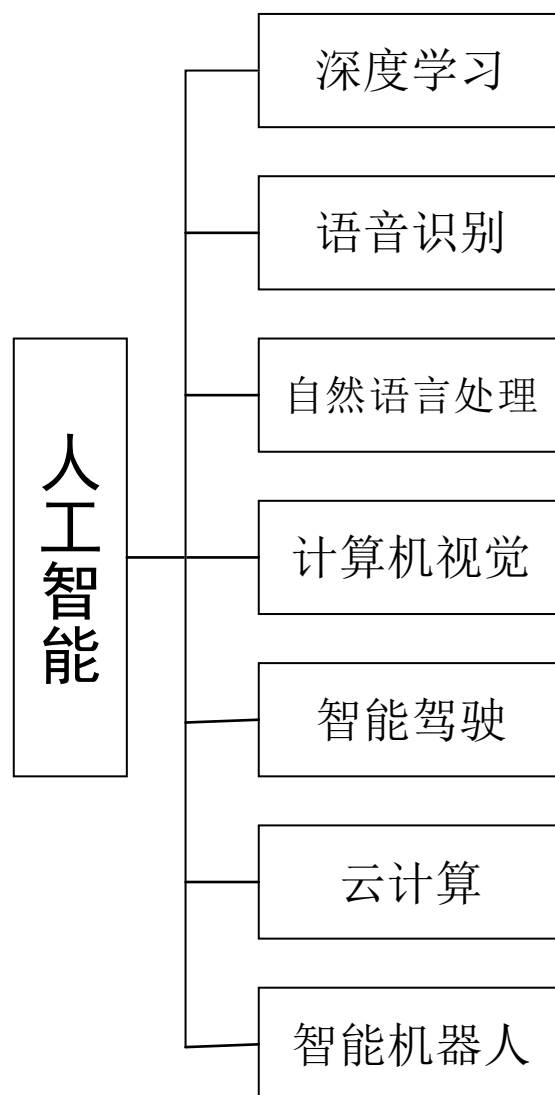 深度学习
语音识别
自然语言处理
人工智能
计算机视觉
智能驾驶
云计算
智能机器人